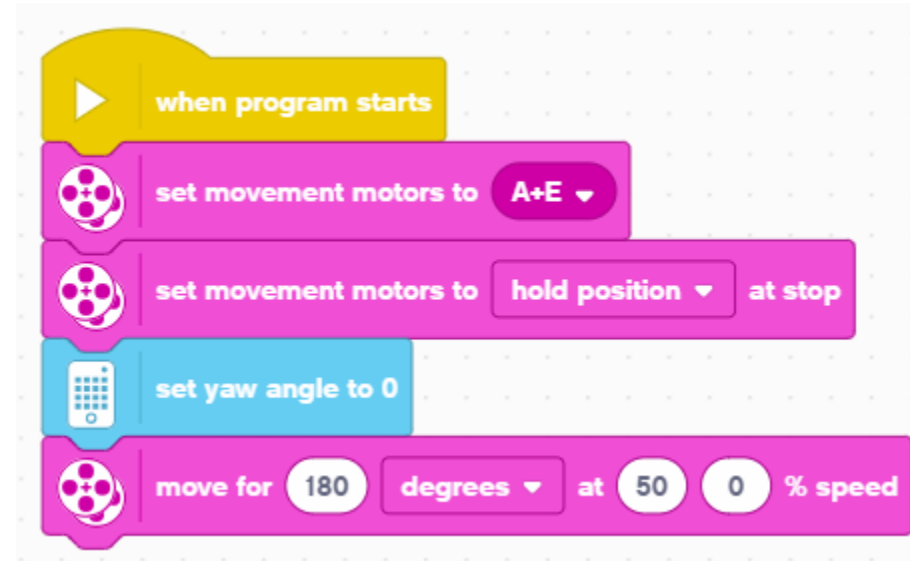 when program starts
set movement motors to A+E
set movement motors to hold position at stop
set yaw angle to 0
move for 180 degrees at 50 0 % speed